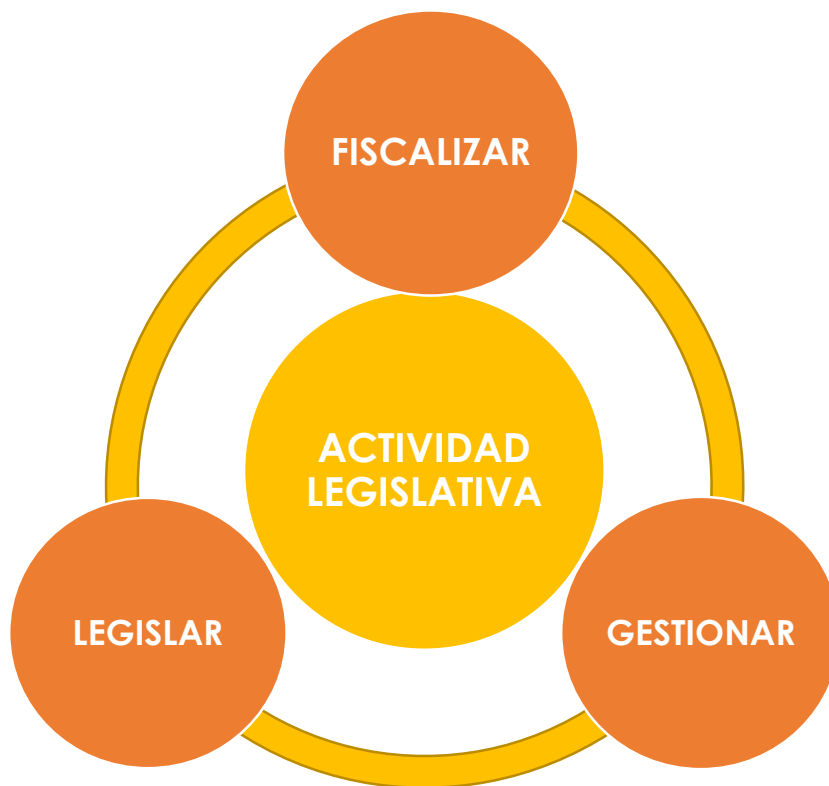 FISCALIZAR
ACTIVIDAD
LEGISLATIVA
LEGISLAR
GESTIONAR